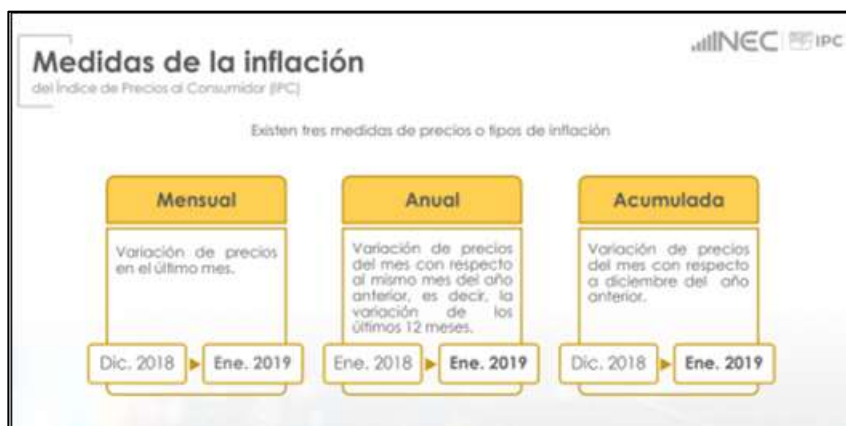 Medidas de la inflación
del Índice de Precios al Consumidor (IPC)
INEC IPC
Existen tres medidas de precios o tipos de inflación
Mensual
Variación de precios
en el último mes.
Dic. 2018 Ene. 2019
Anual
Variación de precios
del mes con respecto
al mismo mes del año
anterior, es decir, la
variación de los
últimos 12 meses.
Ene. 2018 Ene. 2019
Acumulada
Variación de precios
del mes con respecto
a diciembre del año
anterior.
Dic. 2018 Ene. 2019